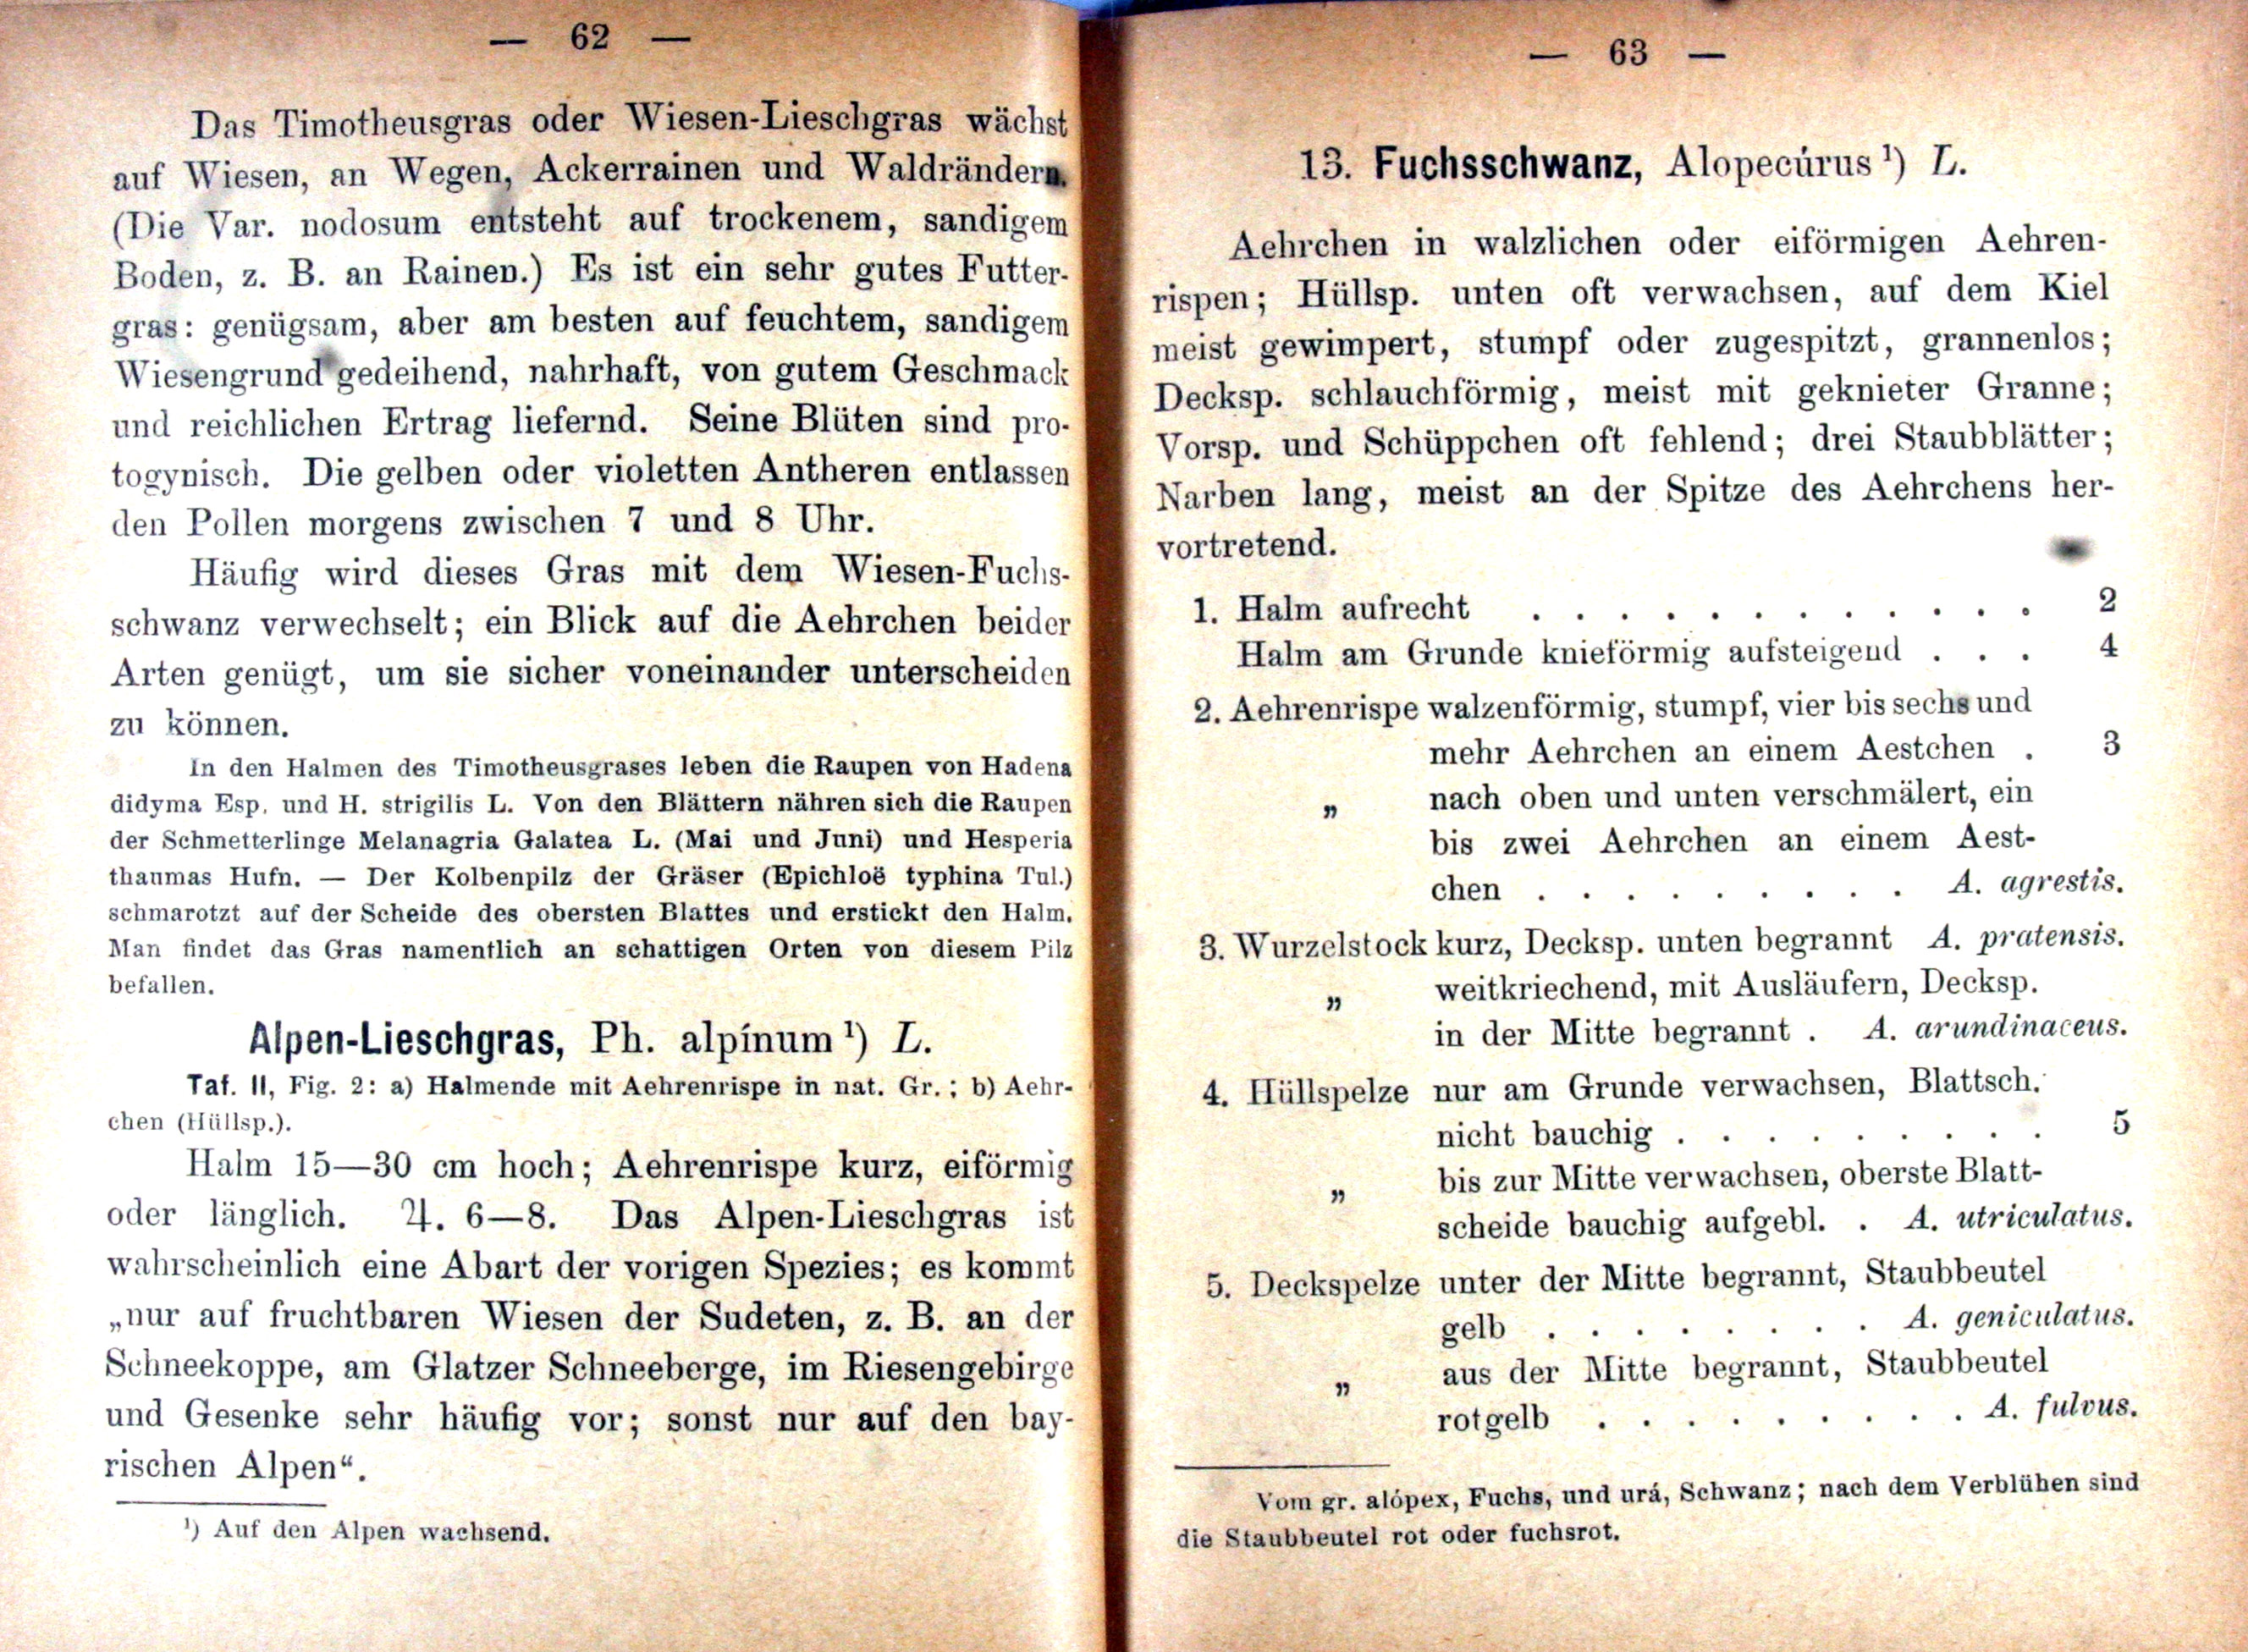 — 62 —
Das Timotheusgras oder Wiesen-Lieschgras wächst
auf Wiesen, an Wegen, Ackerrainen und Waldrändern.
(Die Var. nodosum entsteht auf trockenem, sandigem
Boden, z. B. an Rainen.) Es ist ein sehr gutes Futter-
gras: genügsam, aber am besten auf feuchtem, sandigem
Wiesengrund gedeihend, nahrhaft, von gutem Geschmack
und reichlichen Ertrag liefernd. Seine Blüten sind pro-
togynisch. Die gelben oder violetten Antheren entlassen
den Pollen morgens zwischen 7 und 8 Uhr.
Häufig wird dieses Gras mit dem Wiesen-Fuchs-
schwanz verwechselt; ein Blick auf die Aehrchen beider
Arten genügt, um sie sicher voneinander unterscheiden
zu können.
In den Halmen des Timotheusgrases leben die Raupen von Hadena
didyma Esp. und H. strigilis L. Von den Blättern nähren sich die Raupen
der Schmetterlinge Melanagria Galatea L. (Mai und Juni) und Hesperia
thaumas Hufn. — Der Kolbenpilz der Gräser (Epichloë typhina Tul.)
schmarotzt auf der Scheide des obersten Blattes und erstickt den Halm.
Man findet das Gras namentlich an schattigen Orten von diesem Pilz
befallen.
Alpen-Lieschgras, Ph. alpínum ¹) L.
Taf. II, Fig. 2: a) Halmende mit Aehrenrispe in nat. Gr.; b) Aehr-
chen (Hüllsp.).
Halm 15—30 cm hoch; Aehrenrispe kurz, eiförmig
oder länglich. ♃. 6—8. Das Alpen-Lieschgras ist
wahrscheinlich eine Abart der vorigen Spezies; es kommt
„nur auf fruchtbaren Wiesen der Sudeten, z. B. an der
Schneekoppe, am Glatzer Schneeberge, im Riesengebirge
und Gesenke sehr häufig vor; sonst nur auf den bay-
rischen Alpen“.
¹) Auf den Alpen wachsend.
— 63 —
13. Fuchsschwanz, Alopecúrus ¹) L.
Aehrchen in walzlichen oder eiförmigen Aehren-
rispen; Hüllsp. unten oft verwachsen, auf dem Kiel
meist gewimpert, stumpf oder zugespitzt, grannenlos;
Decksp. schlauchförmig, meist mit geknieter Granne;
Vorsp. und Schüppchen oft fehlend; drei Staubblätter;
Narben lang, meist an der Spitze des Aehrchens her-
vortretend.
1. Halm aufrecht . . . . . . . . . . . . 2
Halm am Grunde knieförmig aufsteigend . . . 4
2. Aehrenrispe walzenförmig, stumpf, vier bis sechs und
mehr Aehrchen an einem Aestchen . 3
„ nach oben und unten verschmälert, ein
bis zwei Aehrchen an einem Aest-
chen . . . . . . . . . A. agrestis.
3. Wurzelstock kurz, Decksp. unten begrannt A. pratensis.
„ weitkriechend, mit Ausläufern, Decksp.
in der Mitte begrannt . A. arundinaceus.
4. Hüllspelze nur am Grunde verwachsen, Blattsch.
nicht bauchig . . . . . . . . . 5
„ bis zur Mitte verwachsen, oberste Blatt-
scheide bauchig aufgebl. . A. utriculatus.
5. Deckspelze unter der Mitte begrannt, Staubbeutel
gelb . . . . . . . . A. geniculatus.
„ aus der Mitte begrannt, Staubbeutel
rotgelb . . . . . . . . . A. fulvus.
Vom gr. alópex, Fuchs, und urá, Schwanz; nach dem Verblühen sind
die Staubbeutel rot oder fuchsrot.